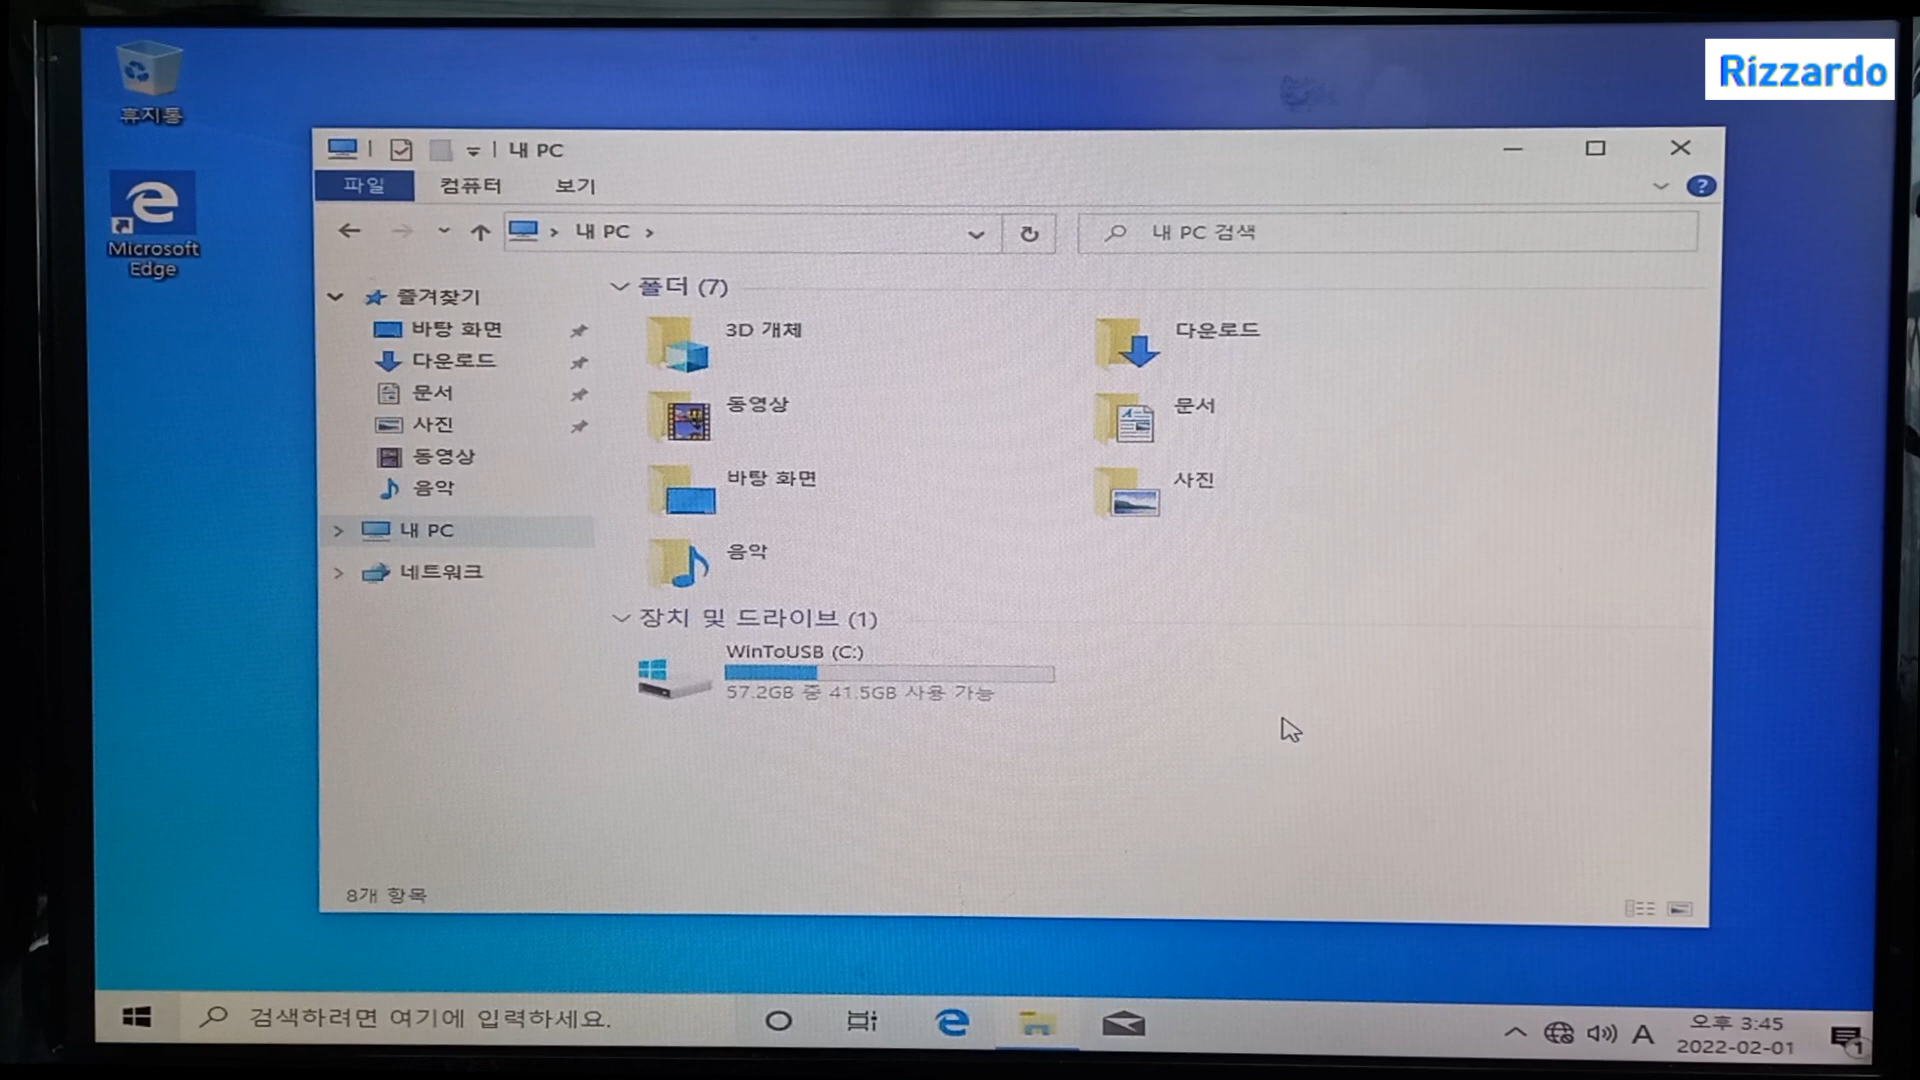 Rizzardo
휴지통
Microsoft
Edge
내 PC
파일
컴퓨터
보기
내 PC
내 PC 검색
즐겨찾기
바탕 화면
다운로드
문서
사진
동영상
음악
내 PC
네트워크
폴더 (7)
3D 개체
다운로드
동영상
문서
바탕 화면
사진
음악
장치 및 드라이브 (1)
WinToUSB (C:)
57.2GB 중 41.5GB 사용 가능
8개 항목
검색하려면 여기에 입력하세요.
A
오후 3:45
2022-02-01
1